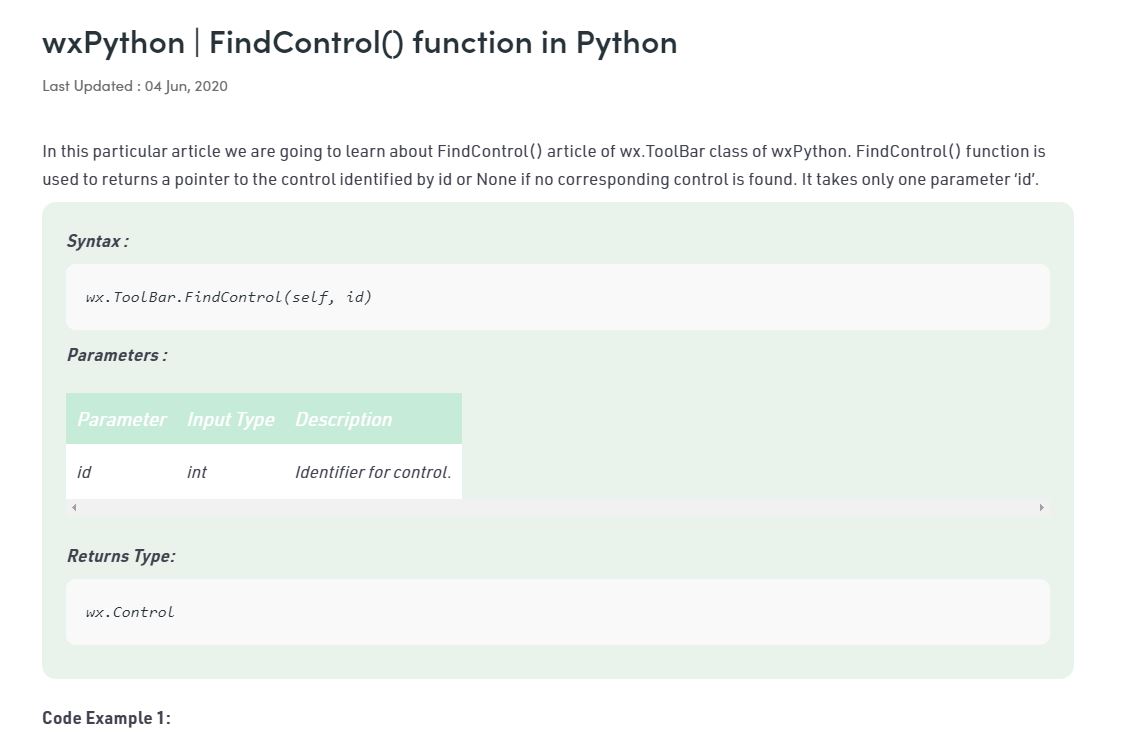 wxPython | FindControl() function in Python
Last Updated : 04 Jun, 2020
In this particular article we are going to learn about FindControl() article of wx.ToolBar class of wxPython. FindControl() function is
used to returns a pointer to the control identified by id or None if no corresponding control is found. It takes only one parameter ‘id’.
Syntax :
wx.ToolBar.FindControl(self, id)
Parameters :
Parameter Input Type Description
id int Identifier for control.
Returns Type:
wx.Control
Code Example 1: